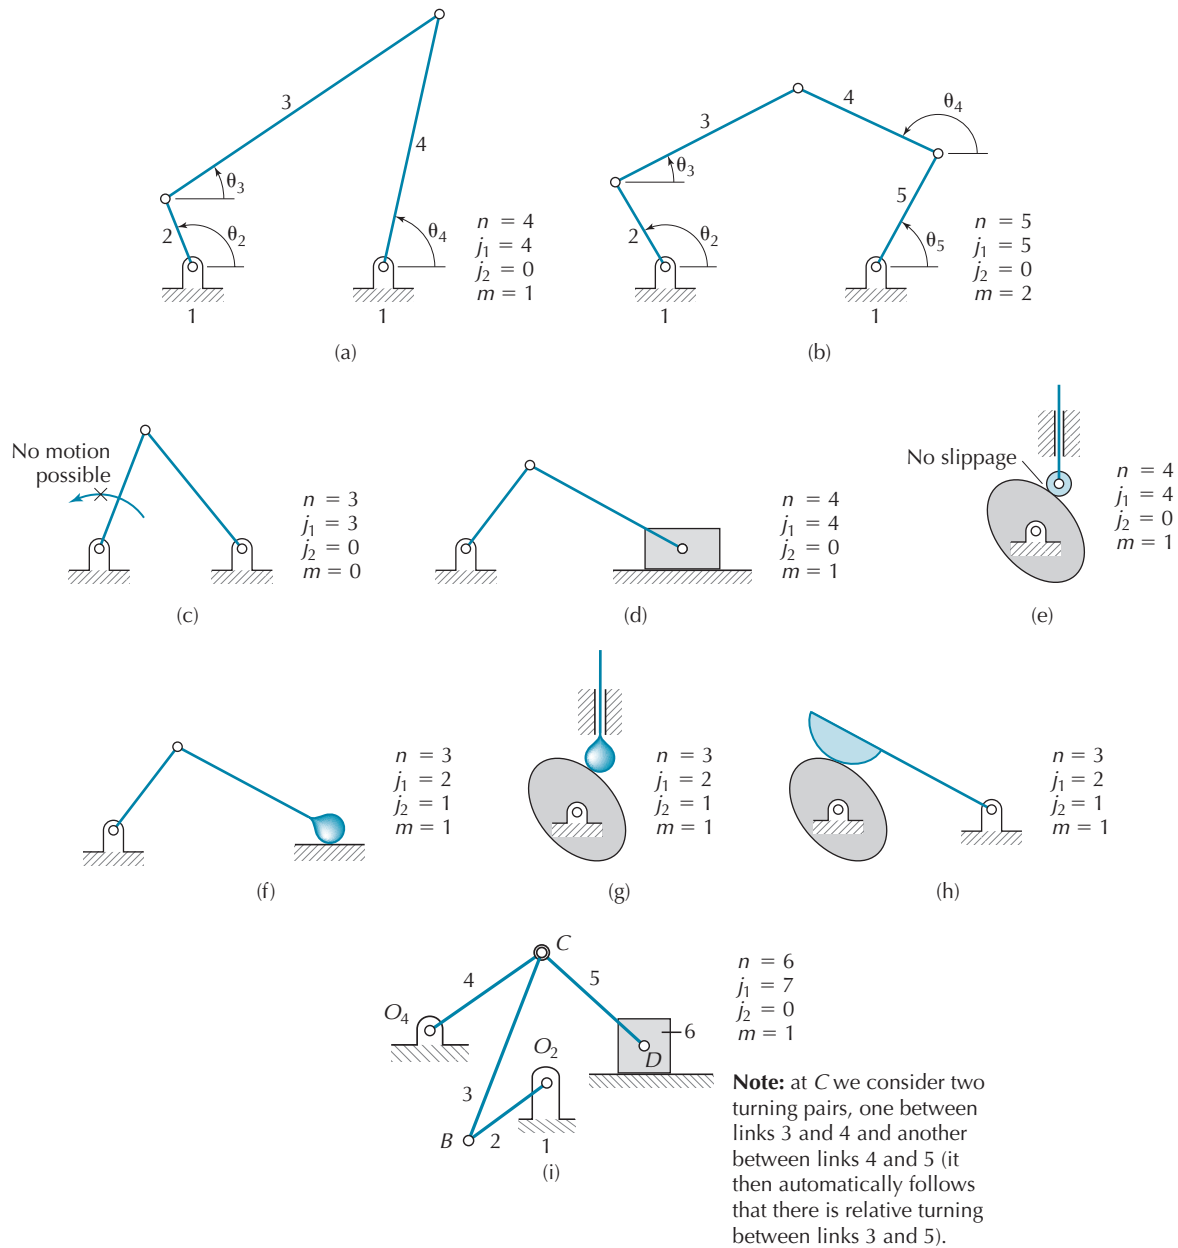 3
4
θ3
2
θ2
θ4
1
1
n = 4
j1 = 4
j2 = 0
m = 1
(a)
3
4
θ4
θ3
5
2
θ2
θ5
1
1
n = 5
j1 = 5
j2 = 0
m = 2
(b)
No motion
possible
n = 3
j1 = 3
j2 = 0
m = 0
(c)
n = 4
j1 = 4
j2 = 0
m = 1
(d)
No slippage
n = 4
j1 = 4
j2 = 0
m = 1
(e)
n = 3
j1 = 2
j2 = 1
m = 1
(f)
n = 3
j1 = 2
j2 = 1
m = 1
(g)
n = 3
j1 = 2
j2 = 1
m = 1
(h)
C
4
5
O4
O2
6
D
3
B
2
1
n = 6
j1 = 7
j2 = 0
m = 1
(i)
Note: at C we consider two
turning pairs, one between
links 3 and 4 and another
between links 4 and 5 (it
then automatically follows
that there is relative turning
between links 3 and 5).